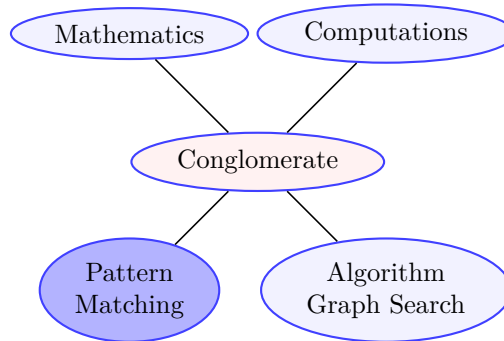 Mathematics
Computations
Conglomerate
Pattern
Matching
Algorithm
Graph Search